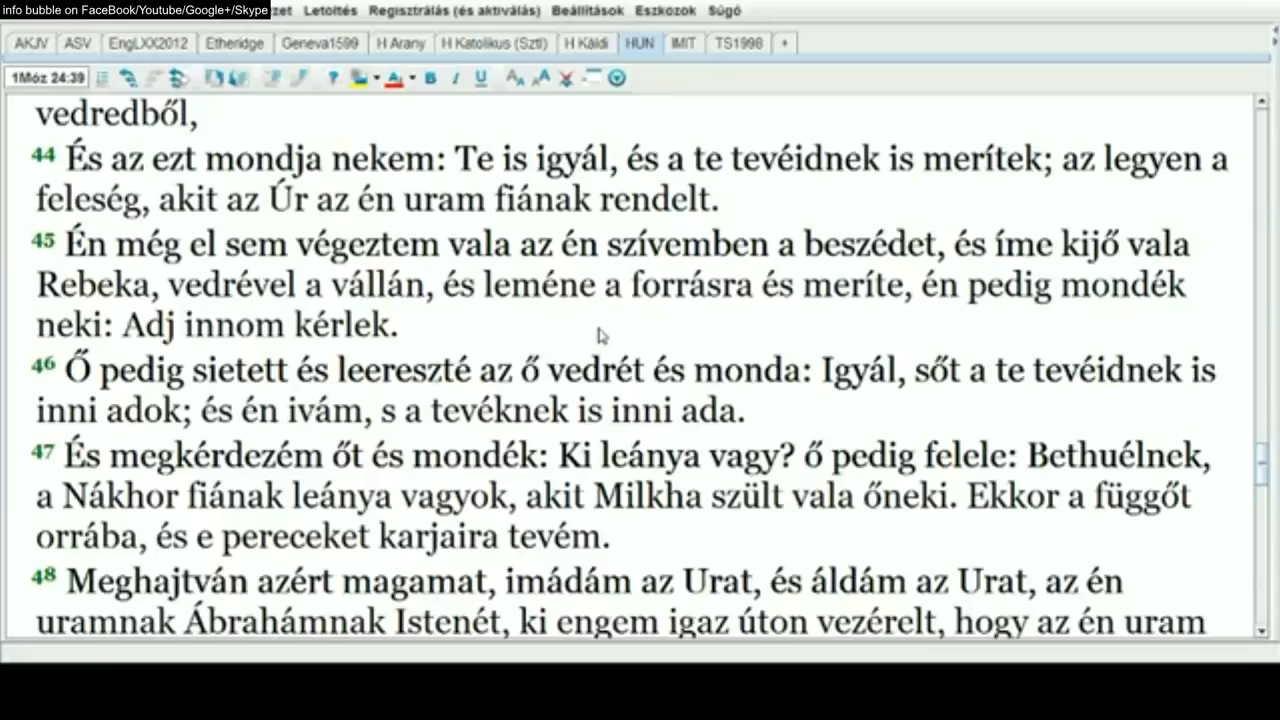 info bubble on FaceBook/Youtube/Google+/Skype
zet Letöltés Regisztrálás (és aktiválás) Beállítások Eszközök Súgó
AKJV ASV EnglXX2012 Etheridge Geneva1599 H Arany H Katolikus (SztI) H Káldi HUN IMIT TS1998 +
1Móz 24:39
vedredből,
44 És az ezt mondja nekem: Te is igyál, és a te tevéidnek is merítek; az legyen a
feleség, akit az Úr az én uram fiának rendelt.
45 Én még el sem végeztem vala az én szívemben a beszédet, és íme kijő vala
Rebeka, vedrével a vállán, és leméne a forrásra és meríte, én pedig mondék
neki: Adj innom kérlek.
46 Ő pedig sietett és leereszté az ő vedrét és monda: Igyál, sőt a te tevéidnek is
inni adok; és én ivám, s a tevéknek is inni ada.
47 És megkérdezém őt és mondék: Ki leánya vagy? ő pedig felele: Bethuélnek,
a Nákhor fiának leánya vagyok, akit Milkha szült vala őneki. Ekkor a függőt
orrába, és e pereceket karjaira tevém.
48 Meghajtván azért magamat, imádám az Urat, és áldám az Urat, az én
uramnak Ábrahámnak Istenét, ki engem igaz úton vezérelt, hogy az én uram